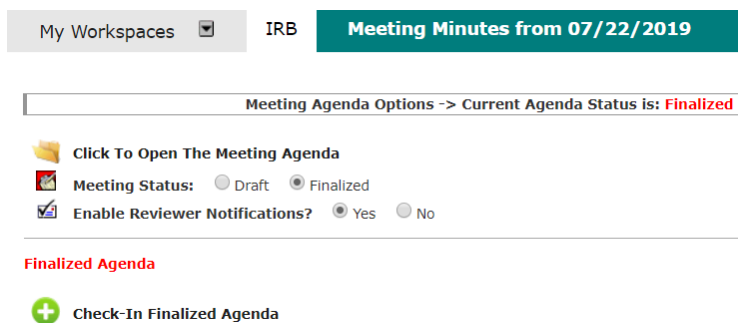 My Workspaces IRB Meeting Minutes from 07/22/2019
Meeting Agenda Options -> Current Agenda Status is: Finalized
Click To Open The Meeting Agenda
Meeting Status: Draft Finalized
Enable Reviewer Notifications? Yes No
Finalized Agenda
Check-In Finalized Agenda